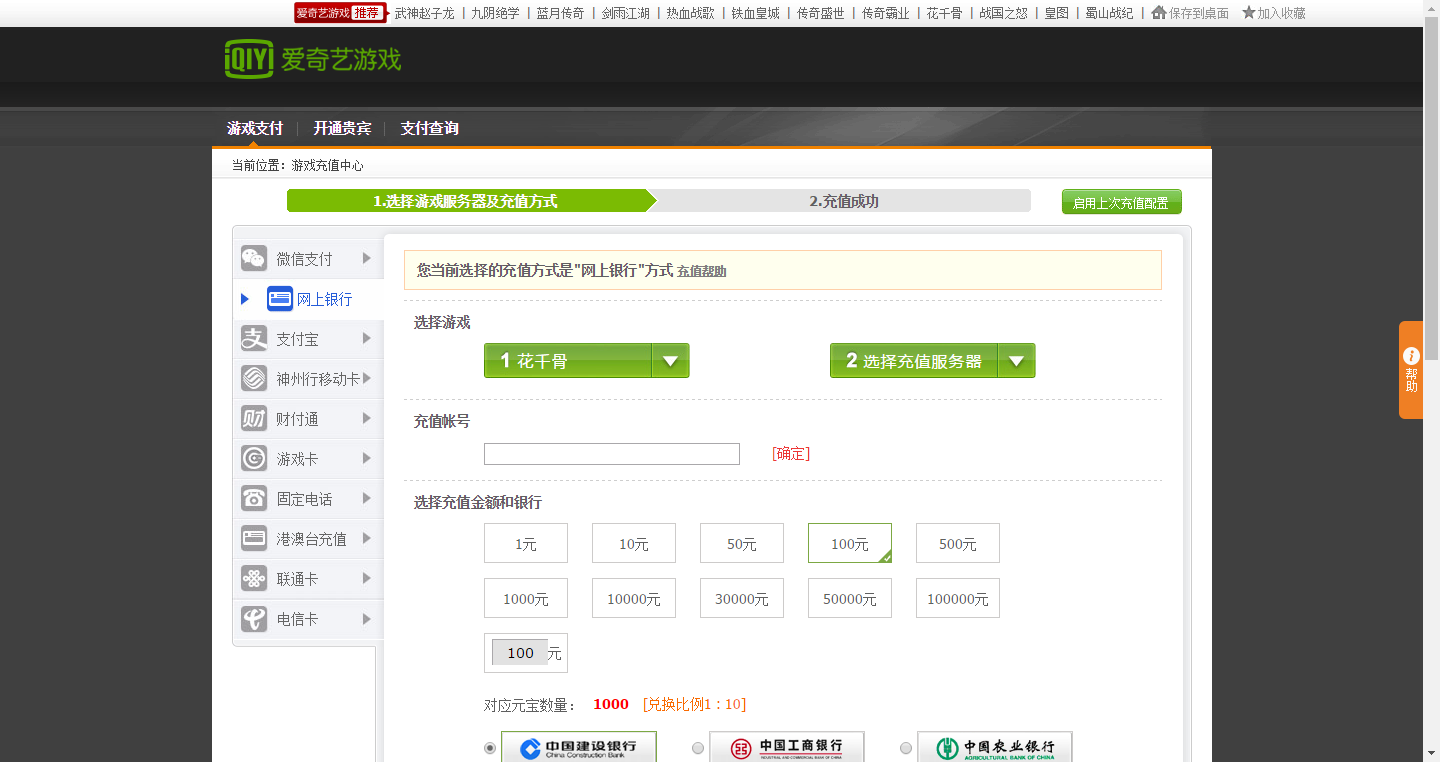 爱奇艺游戏 推荐 武神赵子龙 | 九阴绝学 | 蓝月传奇 | 剑雨江湖 | 热血战歌 | 铁血皇城 | 传奇盛世 | 传奇霸业 | 花千骨 | 战国之怒 | 皇图 | 蜀山战纪 | 保存到桌面 加入收藏
iQIYI 爱奇艺游戏
游戏支付 | 开通贵宾 | 支付查询
当前位置：游戏充值中心
1.选择游戏服务器及充值方式 2.充值成功 启用上次充值配置
微信支付
网上银行
支付宝
神州行移动卡
财付通
游戏卡
固定电话
港澳台充值
联通卡
电信卡
您当前选择的充值方式是"网上银行"方式 充值帮助
选择游戏
1 花千骨 2 选择充值服务器
充值帐号
[确定]
选择充值金额和银行
1元 10元 50元 100元 500元
1000元 10000元 30000元 50000元 100000元
100 元
对应元宝数量： 1000 [兑换比例1：10]
中国建设银行 中国工商银行 中国农业银行
China Construction Bank INDUSTRIAL AND COMMERCIAL BANK OF CHINA AGRICULTURAL BANK OF CHINA
帮助